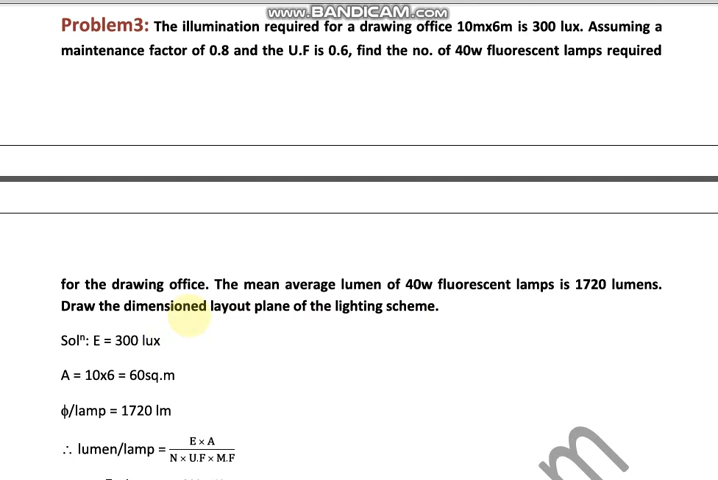 www.BANDICAM.com
Problem3: The illumination required for a drawing office 10mx6m is 300 lux. Assuming a
maintenance factor of 0.8 and the U.F is 0.6, find the no. of 40w fluorescent lamps required
for the drawing office. The mean average lumen of 40w fluorescent lamps is 1720 lumens.
Draw the dimensioned layout plane of the lighting scheme.
Solⁿ: E = 300 lux
A = 10x6 = 60sq.m
ϕ/lamp = 1720 lm
∴ lumen/lamp = E × A / N × U.F × M.F
m